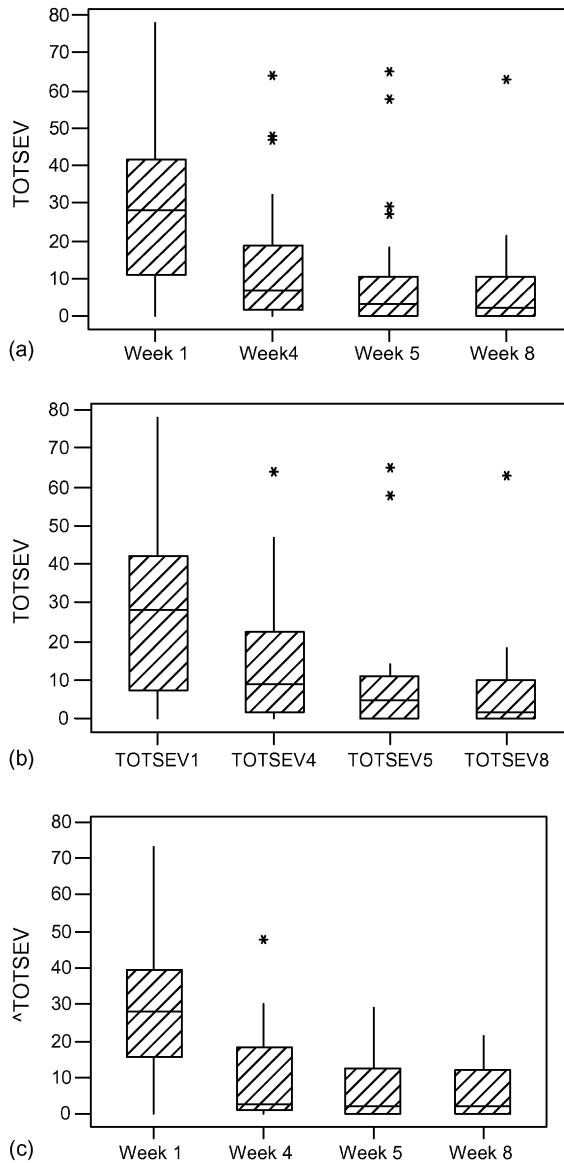 80
70
60
50
40
30
20
10
0
TOTSEV
* * * * * * * *
Week 1 Week4 Week 5 Week 8
(a)
80
70
60
50
40
30
20
10
0
TOTSEV
* * * *
TOTSEV1 TOTSEV4 TOTSEV5 TOTSEV8
(b)
80
70
60
50
40
30
20
10
0
^TOTSEV
*
Week 1 Week 4 Week 5 Week 8
(c)